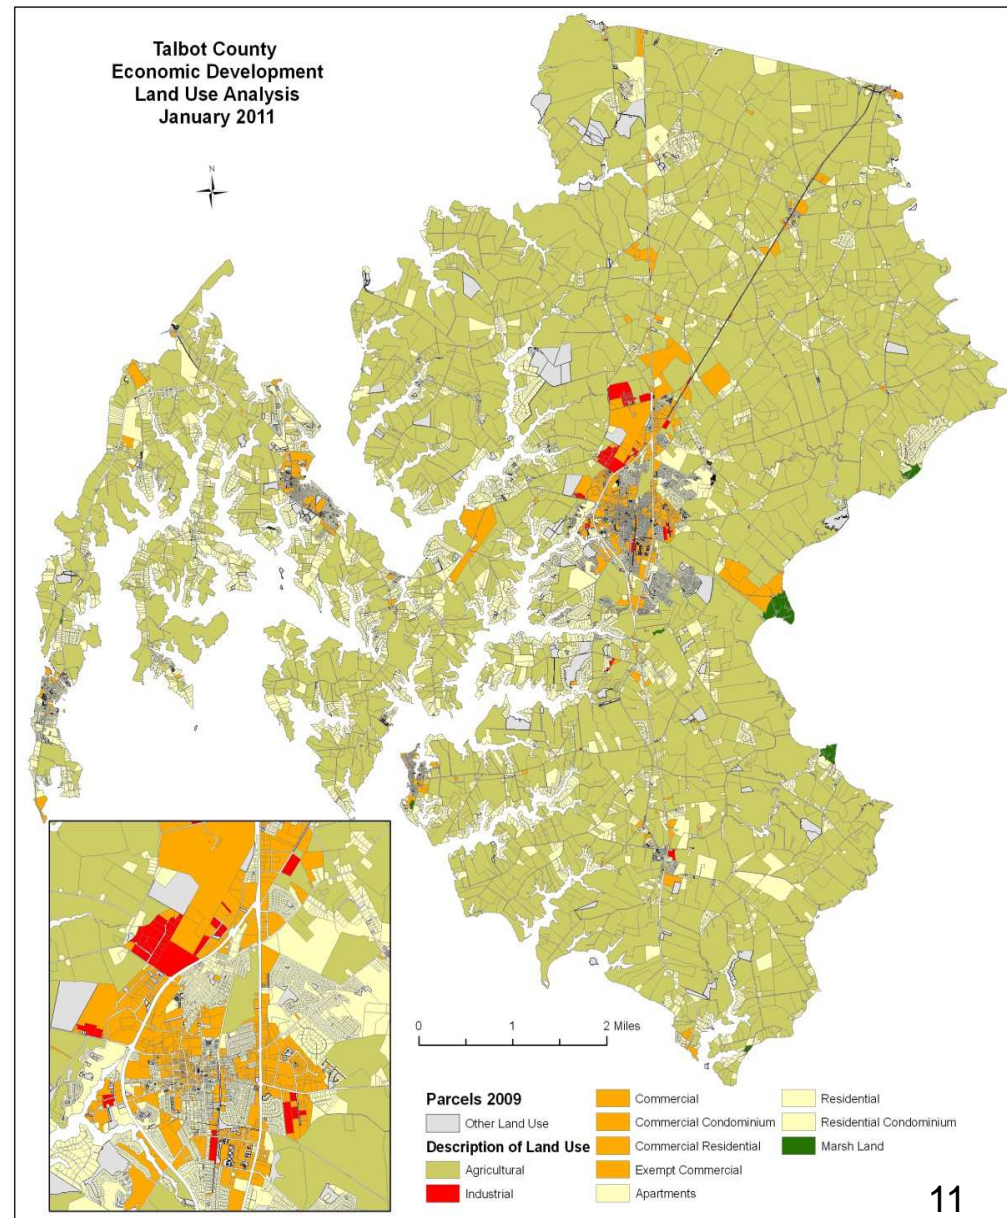 Talbot County
Economic Development
Land Use Analysis
January 2011
N
0 1 2 Miles
Parcels 2009
Other Land Use
Description of Land Use
Agricultural
Industrial
Commercial
Commercial Condominium
Commercial Residential
Exempt Commercial
Apartments
Residential
Residential Condominium
Marsh Land
11